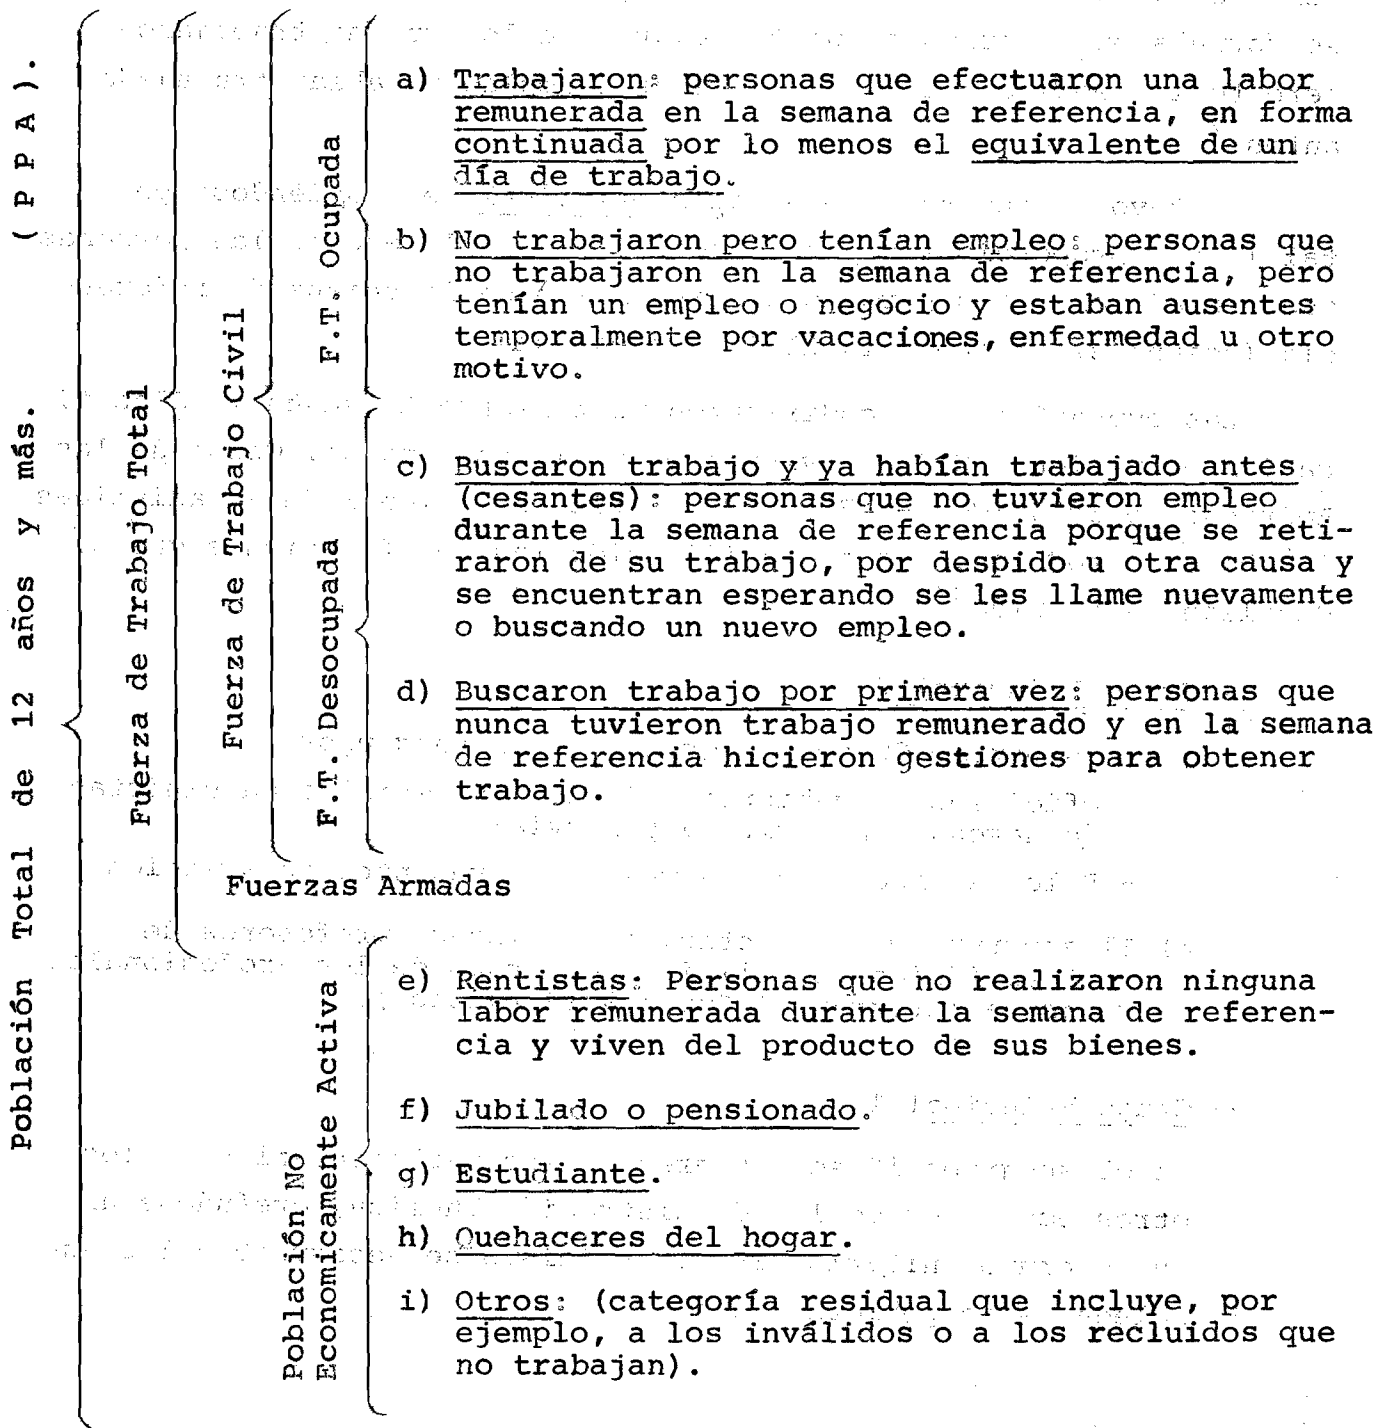 Población Total de 12 años y más. (PPA).
Fuerza de Trabajo Total
Fuerza de Trabajo Civil
F.T. Ocupada
a) Trabajaron: personas que efectuaron una labor
remunerada en la semana de referencia, en forma
continuada por lo menos el equivalente de un
día de trabajo.
b) No trabajaron pero tenían empleo: personas que
no trabajaron en la semana de referencia, pero
tenían un empleo o negocio y estaban ausentes
temporalmente por vacaciones, enfermedad u otro
motivo.
F.T. Desocupada
c) Buscaron trabajo y ya habían trabajado antes
(cesantes): personas que no tuvieron empleo
durante la semana de referencia porque se reti-
raron de su trabajo, por despido u otra causa y
se encuentran esperando se les llame nuevamente
o buscando un nuevo empleo.
d) Buscaron trabajo por primera vez: personas que
nunca tuvieron trabajo remunerado y en la semana
de referencia hicieron gestiones para obtener
trabajo.
Fuerzas Armadas
Población No
Economicamente Activa
e) Rentistas: Personas que no realizaron ninguna
labor remunerada durante la semana de referen-
cia y viven del producto de sus bienes.
f) Jubilado o pensionado.
g) Estudiante.
h) Quehaceres del hogar.
i) Otros: (categoría residual que incluye, por
ejemplo, a los inválidos o a los recluidos que
no trabajan).